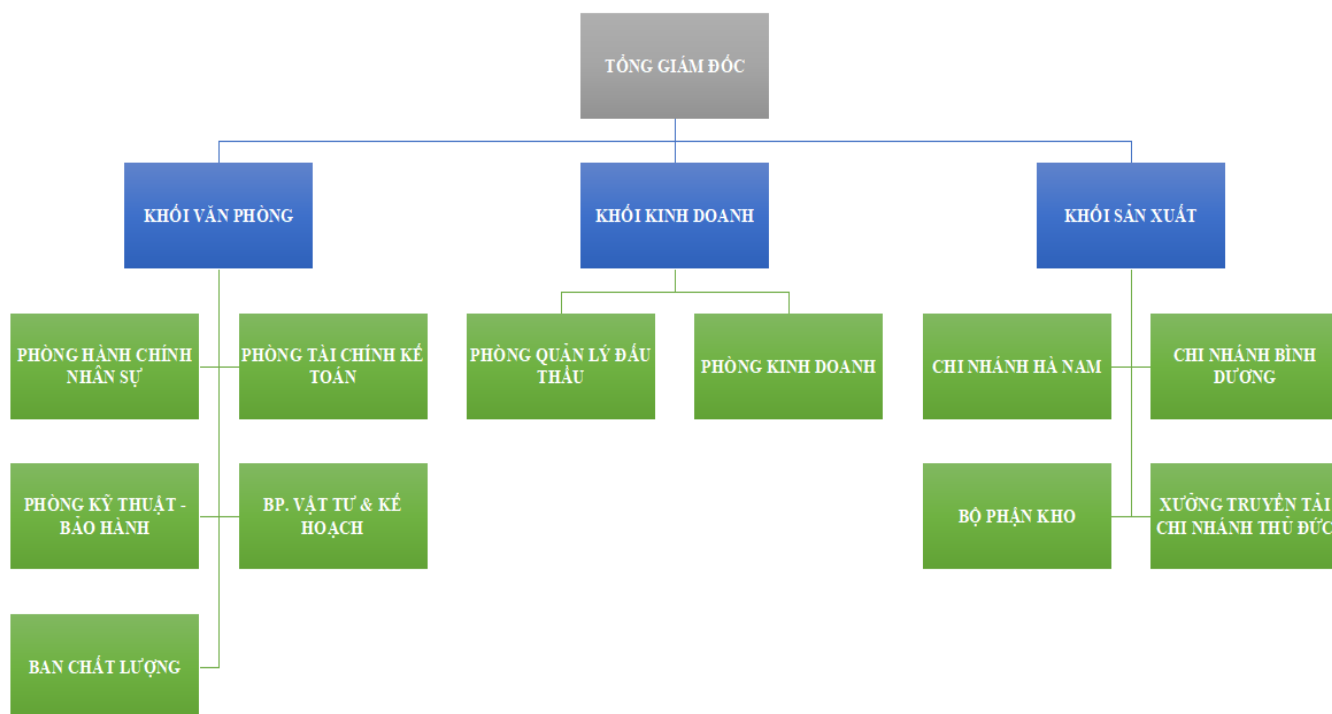 TỔNG GIÁM ĐỐC
KHỐI VĂN PHÒNG
KHỐI KINH DOANH
KHỐI SẢN XUẤT
PHÒNG HÀNH CHÍNH
NHÂN SỰ
PHÒNG TÀI CHÍNH KẾ
TOÁN
PHÒNG QUẢN LÝ ĐẤU
THẦU
PHÒNG KINH DOANH
CHI NHÁNH HÀ NAM
CHI NHÁNH BÌNH
DƯƠNG
PHÒNG KỸ THUẬT -
BẢO HÀNH
BP. VẬT TƯ & KẾ
HOẠCH
BỘ PHẬN KHO
XƯỞNG TRUYỀN TẢI
CHI NHÁNH THỦ ĐỨC
BAN CHẤT LƯỢNG